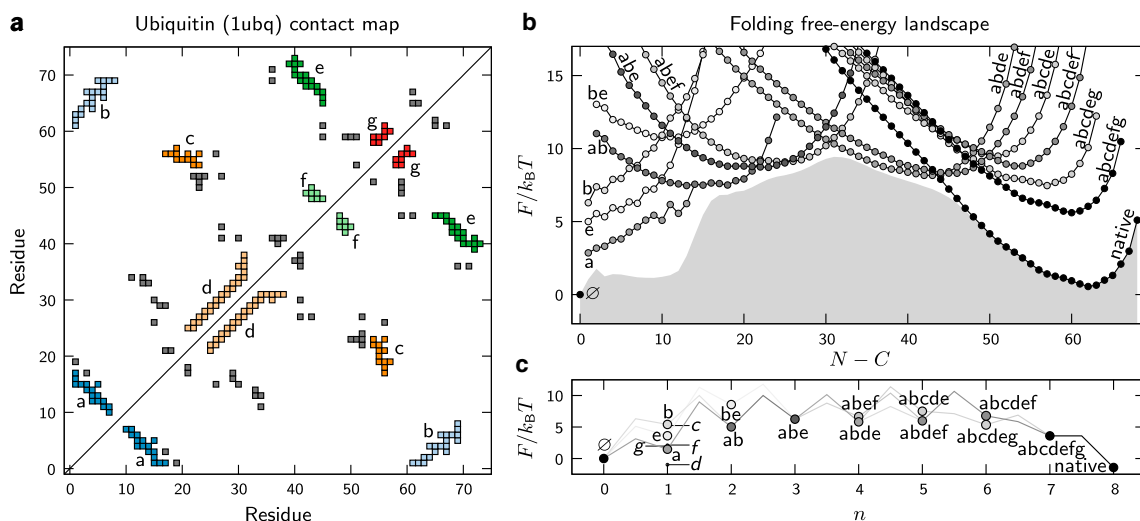 a
Ubiquitin (1ubq) contact map
Residue
70
60
50
40
30
20
10
0
0 10 20 30 40 50 60 70
Residue
b
c
e
g
g
f
f
e
d
d
c
a
a
b
b
Folding free-energy landscape
F/k_BT
15
10
5
0
be
abe
abef
ab
b
e
a
∅
abde
abdef
abcde
abcdef
abcdeg
abcdefg
native
0 10 20 30 40 50 60
N − C
c
F/k_BT
10
5
0
∅
b
c
e
g
f
a
d
be
ab
abe
abef
abde
abcde
abdef
abcdef
abcdeg
abcdefg
native
0 1 2 3 4 5 6 7 8
n